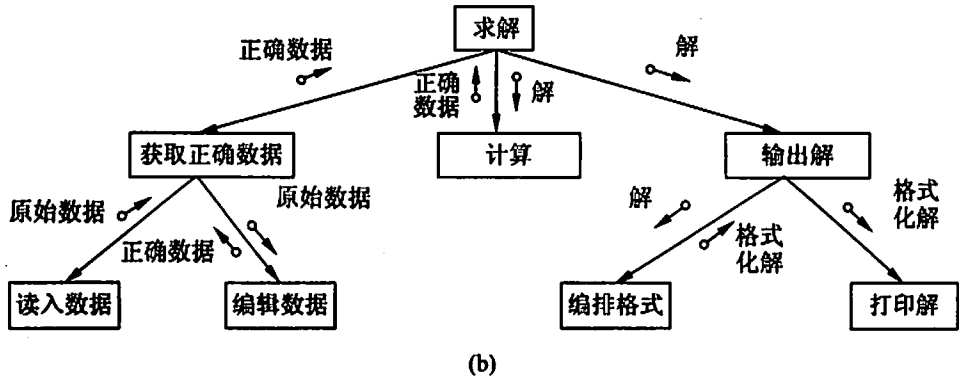 求解
正确数据
解
正确
数据
解
获取正确数据
计算
输出解
原始数据
原始数据
正确数据
解
格式
化解
格式
化解
读入数据
编辑数据
编排格式
打印解
(b)